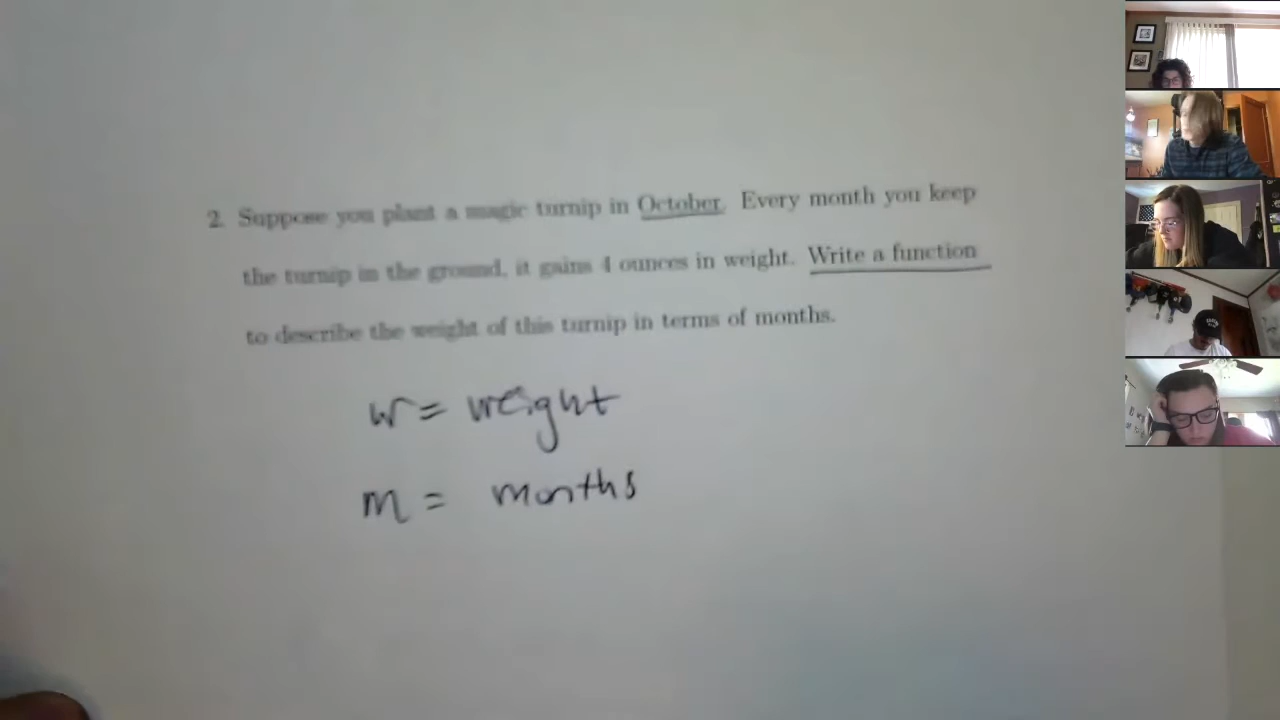 2. Suppose you plant a magic turnip in October. Every month you keep
the turnip in the ground, it gains 4 ounces in weight. Write a function
to describe the weight of this turnip in terms of months.
w = weight
m = months